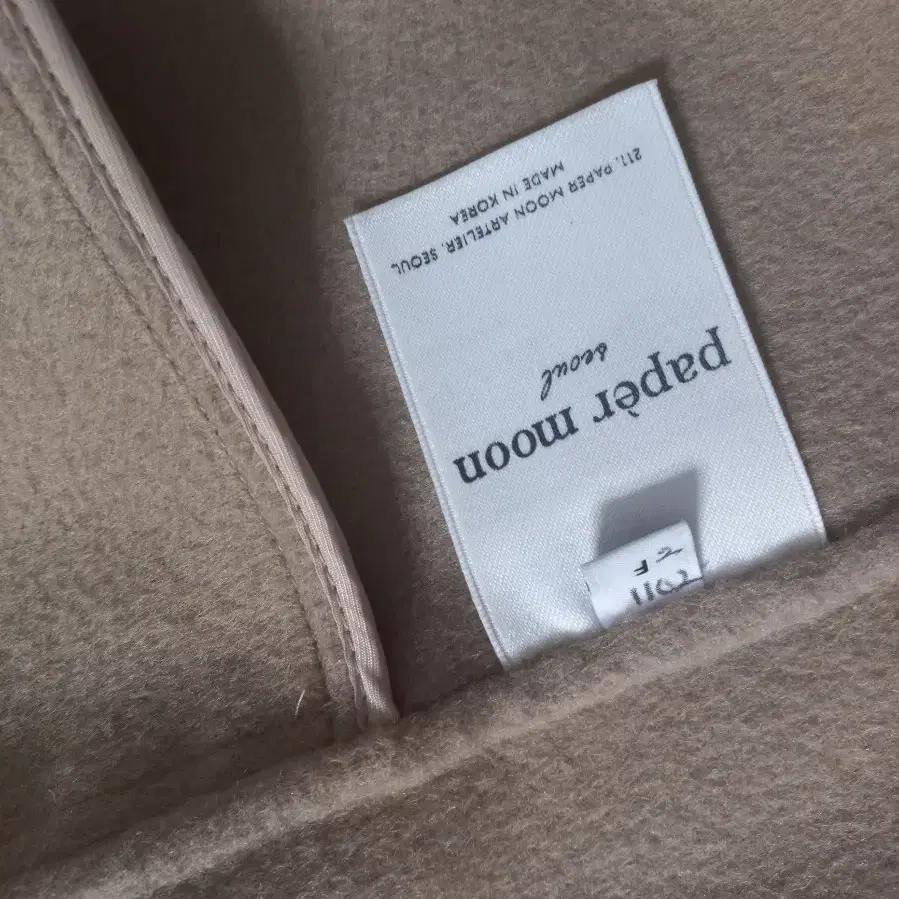 papèr moon
seoul
211. PAPER MOON ARTELIER. SEOUL
MADE IN KOREA
F